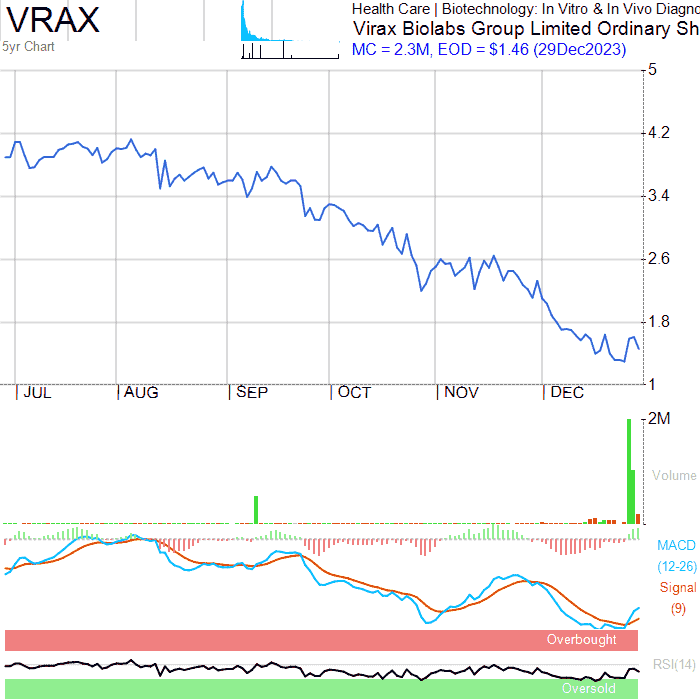 VRAX
5yr Chart
Health Care | Biotechnology: In Vitro & In Vivo Diagno
Virax Biolabs Group Limited Ordinary Sh
MC = 2.3M, EOD = $1.46 (29Dec2023)
5
4.2
3.4
2.6
1.8
1
JUL AUG SEP OCT NOV DEC
2M
Volume
MACD
(12-26)
Signal
(9)
Overbought
RSI(14)
Oversold